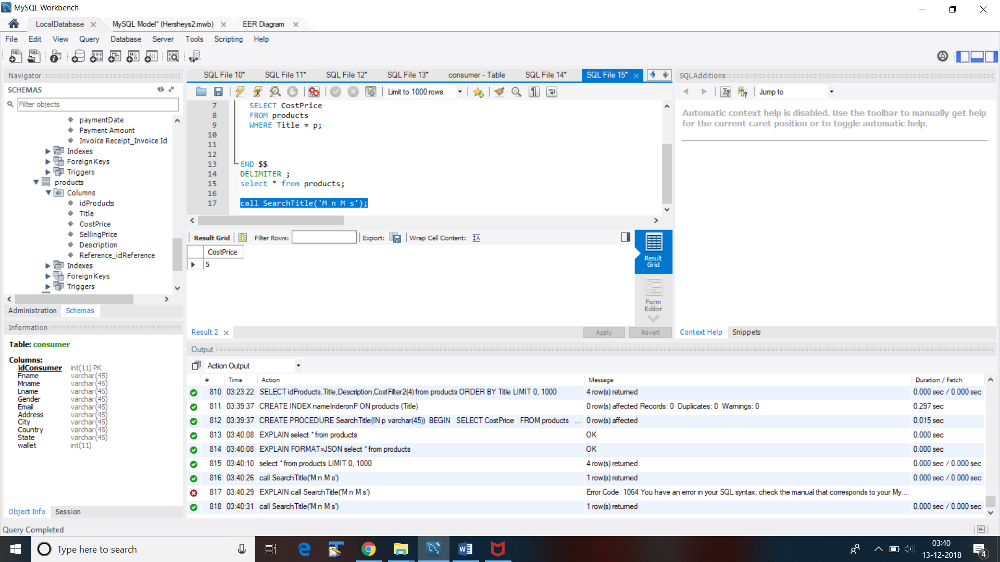 MySQL Workbench
LocalDatabase
MySQL Model* (Hersheys2.mwb)
EER Diagram
File Edit View Query Database Server Tools Scripting Help
Navigator
SCHEMAS
Filter objects
paymentDate
Payment Amount
Invoice Receipt_Invoice Id
Indexes
Foreign Keys
Triggers
products
Columns
idProducts
Title
CostPrice
SellingPrice
Description
Reference_idReference
Indexes
Foreign Keys
Triggers
Administration Schemas
Information
Table: consumer
Columns:
idConsumer int(11) PK
Fname varchar(45)
Mname varchar(45)
Lname varchar(45)
Gender varchar(45)
Email varchar(45)
Address varchar(45)
City varchar(45)
Country varchar(45)
State varchar(45)
wallet int(11)
Object Info Session
Query Completed
SQL File 10* SQL File 11* SQL File 12* SQL File 13* consumer - Table SQL File 14* SQL File 15*
Limit to 1000 rows
7 SELECT CostPrice
8 FROM products
9 WHERE Title = p;
10
11
12
13 END $$
14 DELIMITER ;
15 select * from products;
16
17 call SearchTitle('M n M s');
Result Grid Filter Rows: Export: Wrap Cell Content:
CostPrice
5
Result Grid
Form Editor
Result 2
Apply Revert
SQLAdditions
Jump to
Automatic context help is disabled. Use the toolbar to manually get help
for the current caret position or to toggle automatic help.
Context Help Snippets
Output
Action Output
# Time Action Message Duration / Fetch
810 03:23:22 SELECT idProducts,Title,Description,CostFilter2(4) from products ORDER BY Title LIMIT 0, 1000 4 row(s) returned 0.000 sec / 0.000 sec
811 03:39:37 CREATE INDEX nameInderonP ON products (Title) 0 row(s) affected Records: 0 Duplicates: 0 Warnings: 0 0.297 sec
812 03:39:37 CREATE PROCEDURE SearchTitle(IN p varchar(45)) BEGIN SELECT CostPrice FROM products ... 0 row(s) affected 0.015 sec
813 03:40:08 EXPLAIN select * from products OK 0.000 sec
814 03:40:08 EXPLAIN FORMAT=JSON select * from products OK 0.000 sec
815 03:40:10 select * from products LIMIT 0, 1000 4 row(s) returned 0.000 sec / 0.000 sec
816 03:40:26 call SearchTitle('M n M s') 1 row(s) returned 0.000 sec / 0.000 sec
817 03:40:29 EXPLAIN call SearchTitle('M n M s') Error Code: 1064 You have an error in your SQL syntax; check the manual that corresponds to your My...
818 03:40:31 call SearchTitle('M n M s') 1 row(s) returned 0.000 sec / 0.000 sec
Type here to search
03:40
13-12-2018
4